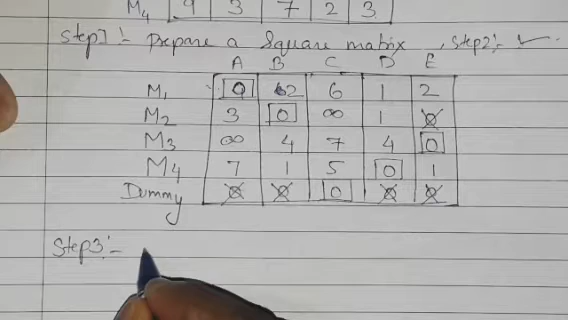 M4 9 3 7 2 3
Step1:- Prepare a Square matrix, Step2:- ✓.
A B C D E
M1 0 2 6 1 2
M2 3 0 ∞ 1 0
M3 ∞ 4 7 4 0
M4 7 1 5 0 1
Dummy 0 0 0 0 0
Step3:-